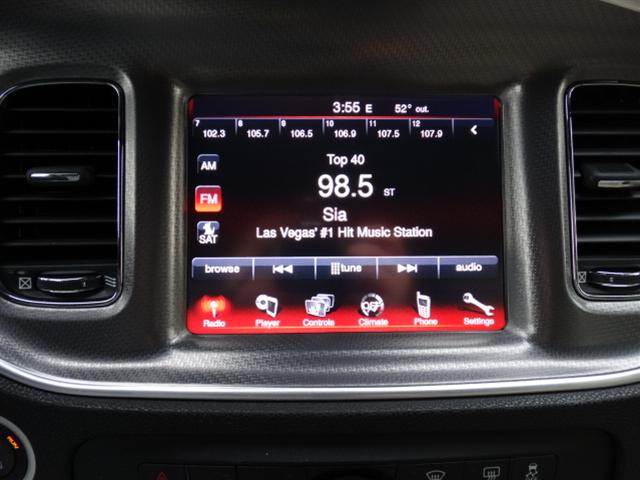 3:55 E 52° out.
7 8 9 10 11 12
102.3 105.7 106.5 106.9 107.5 107.9
AM
Top 40
FM
98.5 ST
SAT
Sia
Las Vegas' #1 Hit Music Station
browse tune audio
Radio Player Controls OFF Climate Phone Settings
RUN